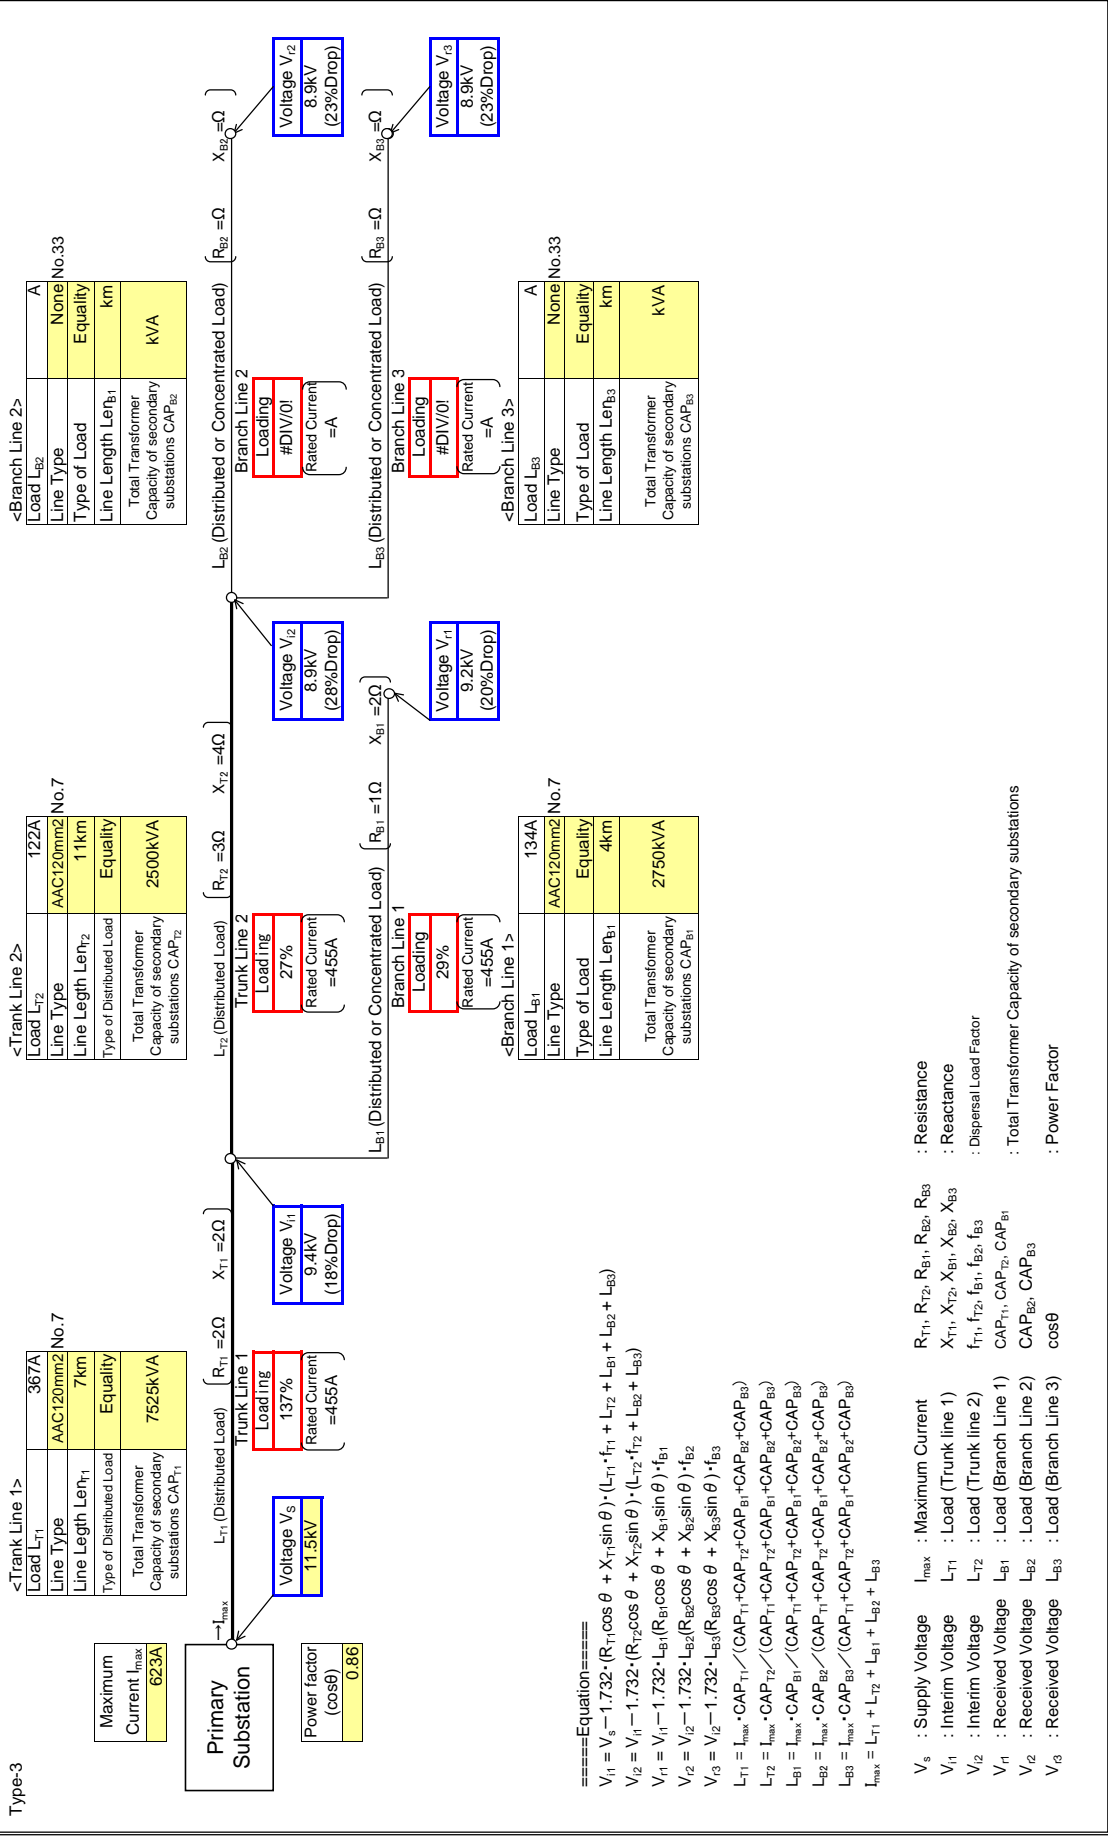 Type-3
Maximum
Current Imax
623A
Primary
Substation
Power factor
(cosθ)
0.86
→Imax
Voltage VS
11.5kV
<Trank Line 1>
Load LT1 367A
Line Type AAC120mm2 No.7
Line Length LenT1 7km
Type of Distributed Load Equality
Total Transformer
Capacity of secondary
substations CAPT1
7525kVA
LT1 (Distributed Load) (RT1 =2Ω XT1 =2Ω)
Trunk Line 1
Loading
137%
Rated Current
=455A
Voltage Vi1
9.4kV
(18%Drop)
<Trank Line 2>
Load LT2 122A
Line Type AAC120mm2 No.7
Line Legth LenT2 11km
Type of Distributed Load Equality
Total Transformer
Capacity of secondary
substations CAPT2
2500kVA
LT2 (Distributed Load) (RT2 =3Ω XT2 =4Ω)
Trunk Line 2
Loading
27%
Rated Current
=455A
Voltage Vi2
8.9kV
(28%Drop)
LB1 (Distributed or Concentrated Load) (RB1 =1Ω XB1 =2Ω)
Branch Line 1
Loading
29%
Rated Current
=455A
Voltage Vr1
9.2kV
(20%Drop)
<Branch Line 1>
Load LB1 134A
Line Type AAC120mm2 No.7
Type of Load Equality
Line Length LenB1 4km
Total Transformer
Capacity of secondary
substations CAPB1
2750kVA
<Branch Line 2>
Load LB2 A
Line Type None No.33
Type of Load Equality
Line Length LenB1 km
Total Transformer
Capacity of secondary
substations CAPB2
kVA
LB2 (Distributed or Concentrated Load) (RB2 =Ω XB2 =Ω)
Branch Line 2
Loading
#DIV/0!
Rated Current
=A
Voltage Vr2
8.9kV
(23%Drop)
LB3 (Distributed or Concentrated Load) (RB3 =Ω XB3 =Ω)
Branch Line 3
Loading
#DIV/0!
Rated Current
=A
Voltage Vr3
8.9kV
(23%Drop)
<Branch Line 3>
Load LB3 A
Line Type None No.33
Type of Load Equality
Line Length LenB3 km
Total Transformer
Capacity of secondary
substations CAPB3
kVA
=====Equation=====
Vi1 = Vs－1.732･(RT1cos θ + XT1sin θ)･(LT1･fT1 + LT2 + LB1 + LB2 + LB3)
Vi2 = Vi1－1.732･(RT2cos θ + XT2sin θ)･(LT2･fT2 + LB2 + LB3)
Vr1 = Vi1－1.732･LB1(RB1cos θ + XB1sin θ)･fB1
Vr2 = Vi2－1.732･LB2(RB2cos θ + XB2sin θ)･fB2
Vr3 = Vi2－1.732･LB3(RB3cos θ + XB3sin θ)･fB3
LT1 = Imax･CAPT1／(CAPT1+CAPT2+CAPB1+CAPB2+CAPB3)
LT2 = Imax･CAPT2／(CAPT1+CAPT2+CAPB1+CAPB2+CAPB3)
LB1 = Imax･CAPB1／(CAPT1+CAPT2+CAPB1+CAPB2+CAPB3)
LB2 = Imax･CAPB2／(CAPT1+CAPT2+CAPB1+CAPB2+CAPB3)
LB3 = Imax･CAPB3／(CAPT1+CAPT2+CAPB1+CAPB2+CAPB3)
Imax = LT1 + LT2 + LB1 + LB2 + LB3
Vs : Supply Voltage Imax : Maximum Current RT1, RT2, RB1, RB2, RB3 : Resistance
Vi1 : Interim Voltage LT1 : Load (Trunk line 1) XT1, XT2, XB1, XB2, XB3 : Reactance
Vi2 : Interim Voltage LT2 : Load (Trunk line 2) fT1, fT2, fB1, fB2, fB3 : Dispersal Load Factor
Vr1 : Received Voltage LB1 : Load (Branch Line 1) CAPT1, CAPT2, CAPB1 : Total Transformer Capacity of secondary substations
Vr2 : Received Voltage LB2 : Load (Branch Line 2) CAPB2, CAPB3
Vr3 : Received Voltage LB3 : Load (Branch Line 3) cosθ : Power Factor